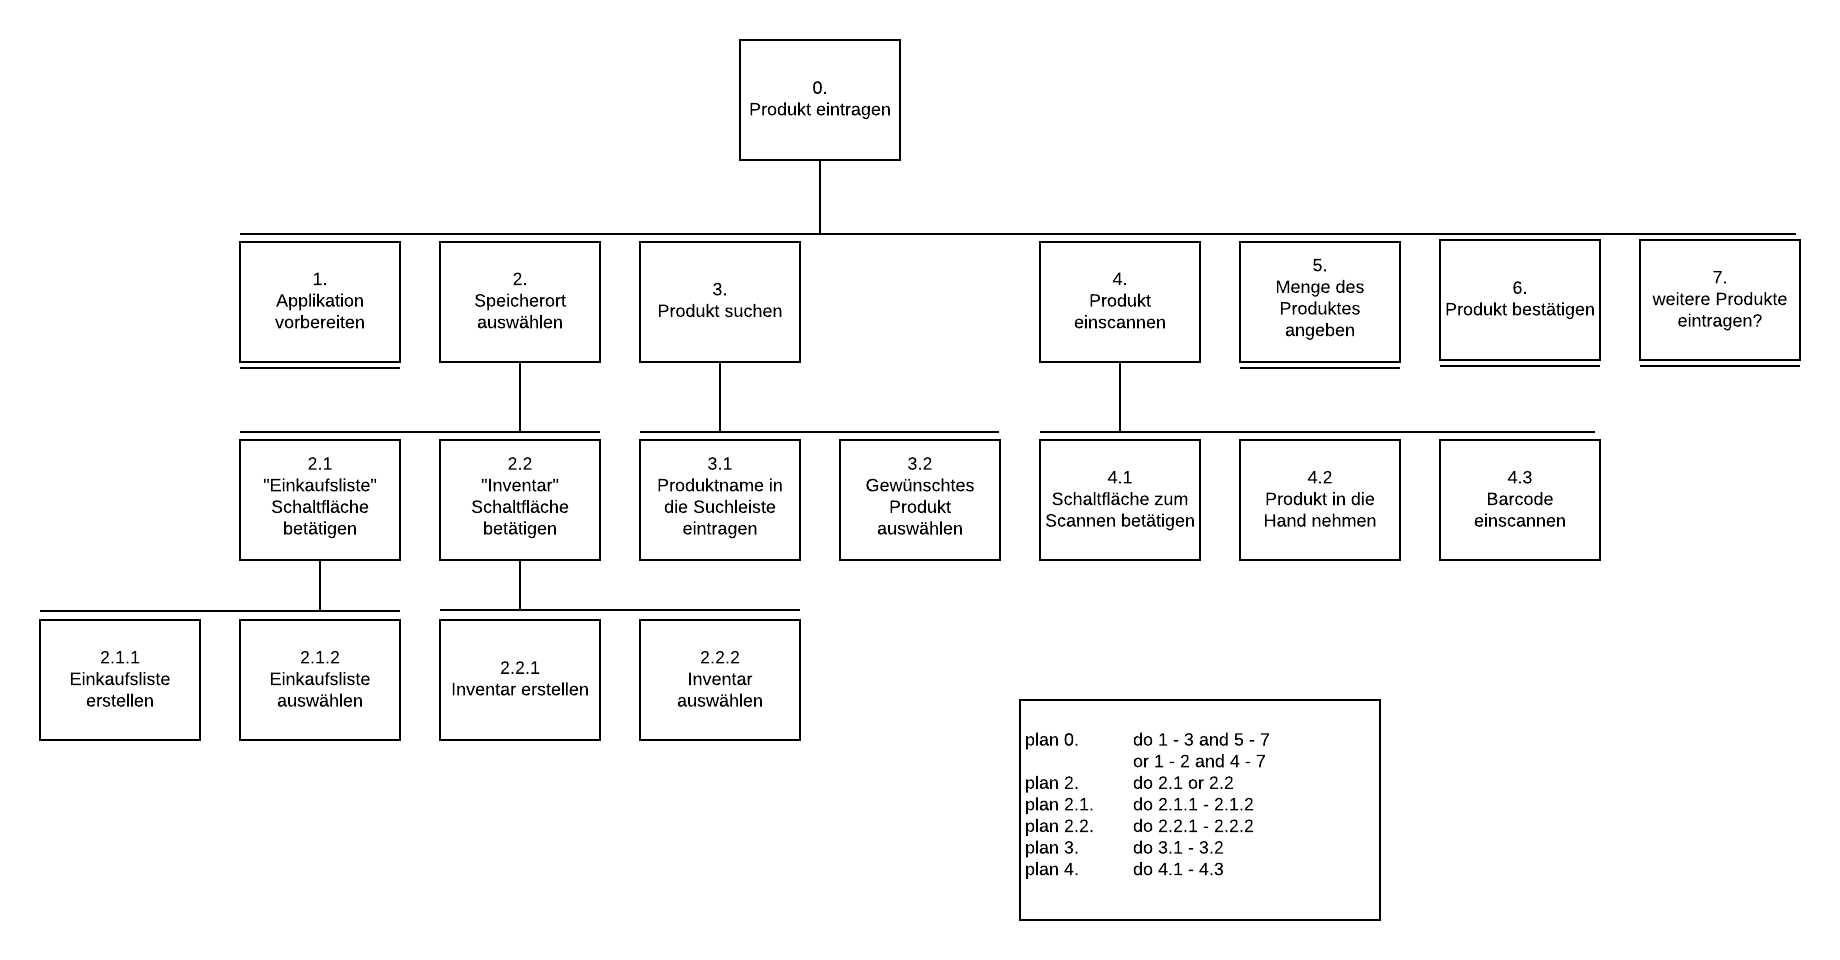 0.
Produkt eintragen
1.
Applikation
vorbereiten
2.
Speicherort
auswählen
3.
Produkt suchen
4.
Produkt
einscannen
5.
Menge des
Produktes
angeben
6.
Produkt bestätigen
7.
weitere Produkte
eintragen?
2.1
"Einkaufsliste"
Schaltfläche
betätigen
2.2
"Inventar"
Schaltfläche
betätigen
3.1
Produktname in
die Suchleiste
eintragen
3.2
Gewünschtes
Produkt
auswählen
4.1
Schaltfläche zum
Scannen betätigen
4.2
Produkt in die
Hand nehmen
4.3
Barcode
einscannen
2.1.1
Einkaufsliste
erstellen
2.1.2
Einkaufsliste
auswählen
2.2.1
Inventar erstellen
2.2.2
Inventar
auswählen
plan 0. do 1 - 3 and 5 - 7
or 1 - 2 and 4 - 7
plan 2. do 2.1 or 2.2
plan 2.1. do 2.1.1 - 2.1.2
plan 2.2. do 2.2.1 - 2.2.2
plan 3. do 3.1 - 3.2
plan 4. do 4.1 - 4.3